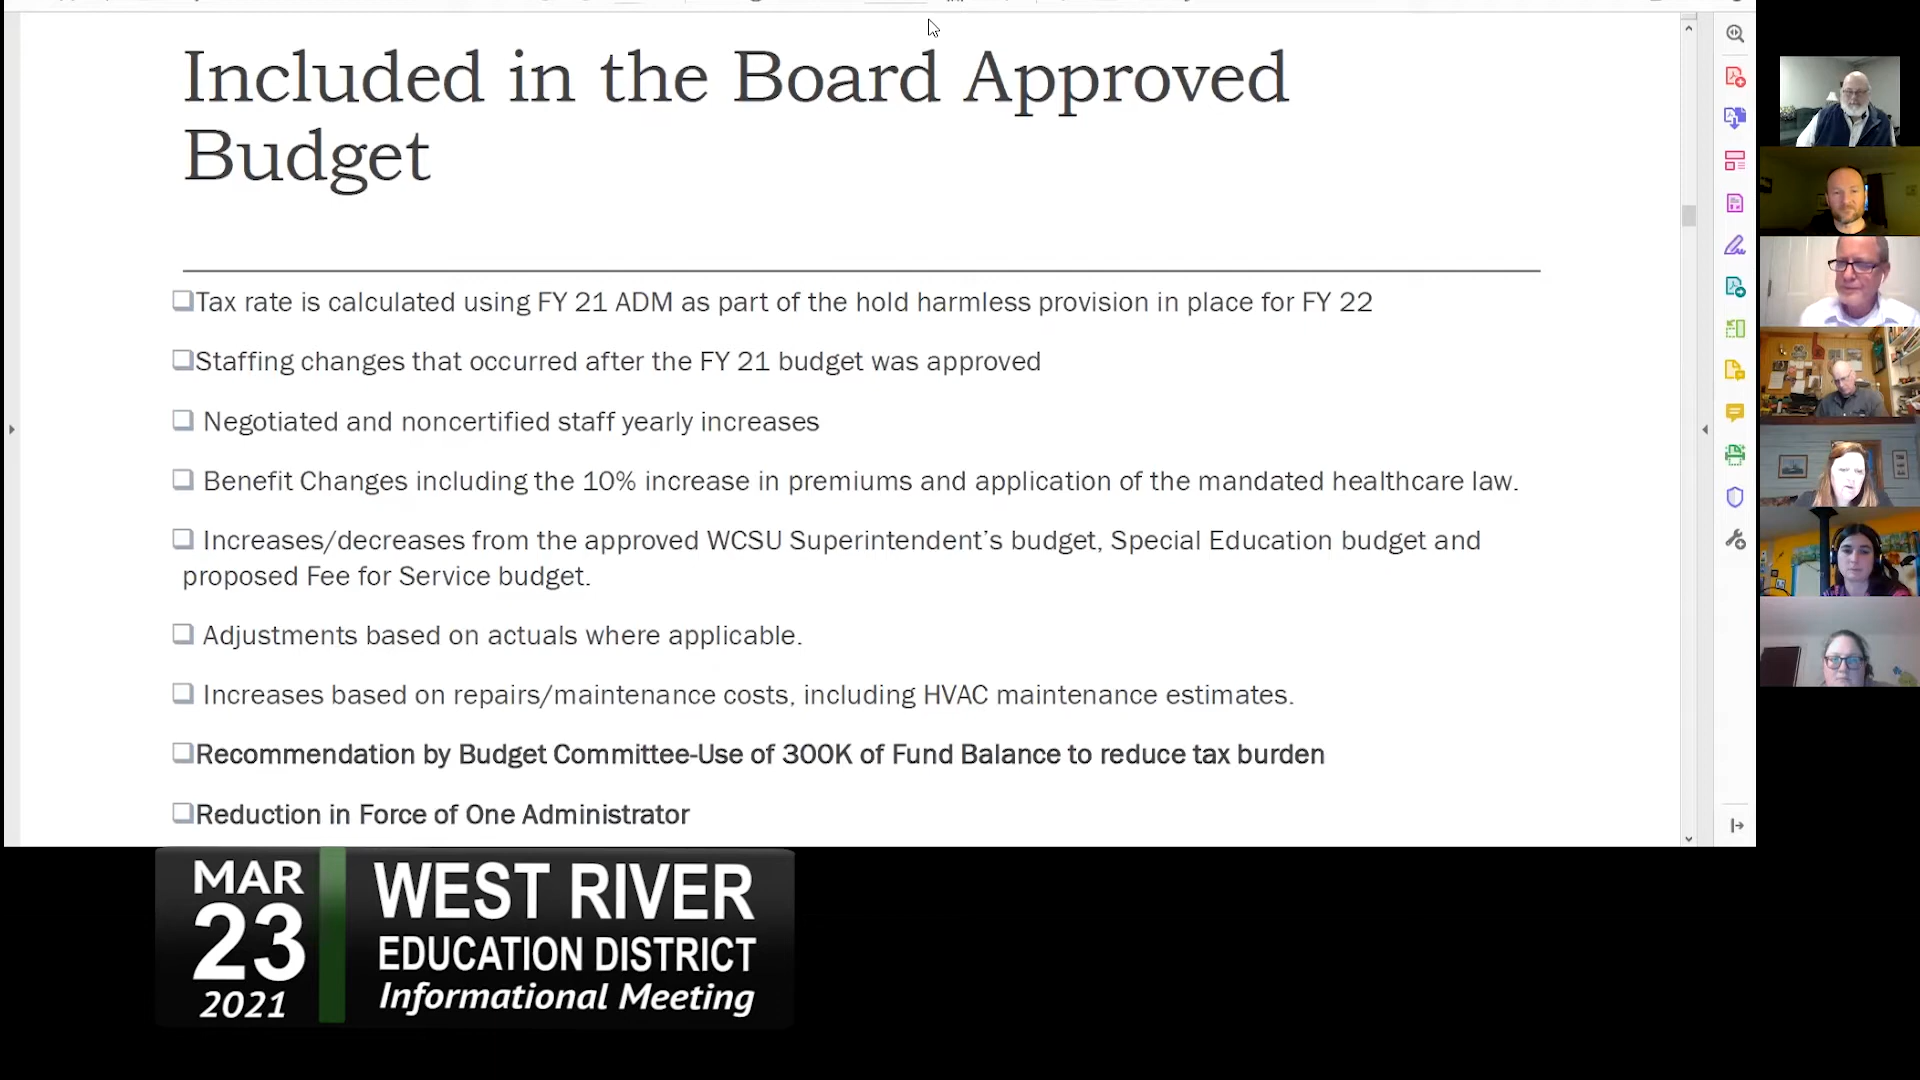 Included in the Board Approved
Budget
Tax rate is calculated using FY 21 ADM as part of the hold harmless provision in place for FY 22
Staffing changes that occurred after the FY 21 budget was approved
Negotiated and noncertified staff yearly increases
Benefit Changes including the 10% increase in premiums and application of the mandated healthcare law.
Increases/decreases from the approved WCSU Superintendent’s budget, Special Education budget and
proposed Fee for Service budget.
Adjustments based on actuals where applicable.
Increases based on repairs/maintenance costs, including HVAC maintenance estimates.
Recommendation by Budget Committee-Use of 300K of Fund Balance to reduce tax burden
Reduction in Force of One Administrator
MAR
23
2021
WEST RIVER
EDUCATION DISTRICT
Informational Meeting